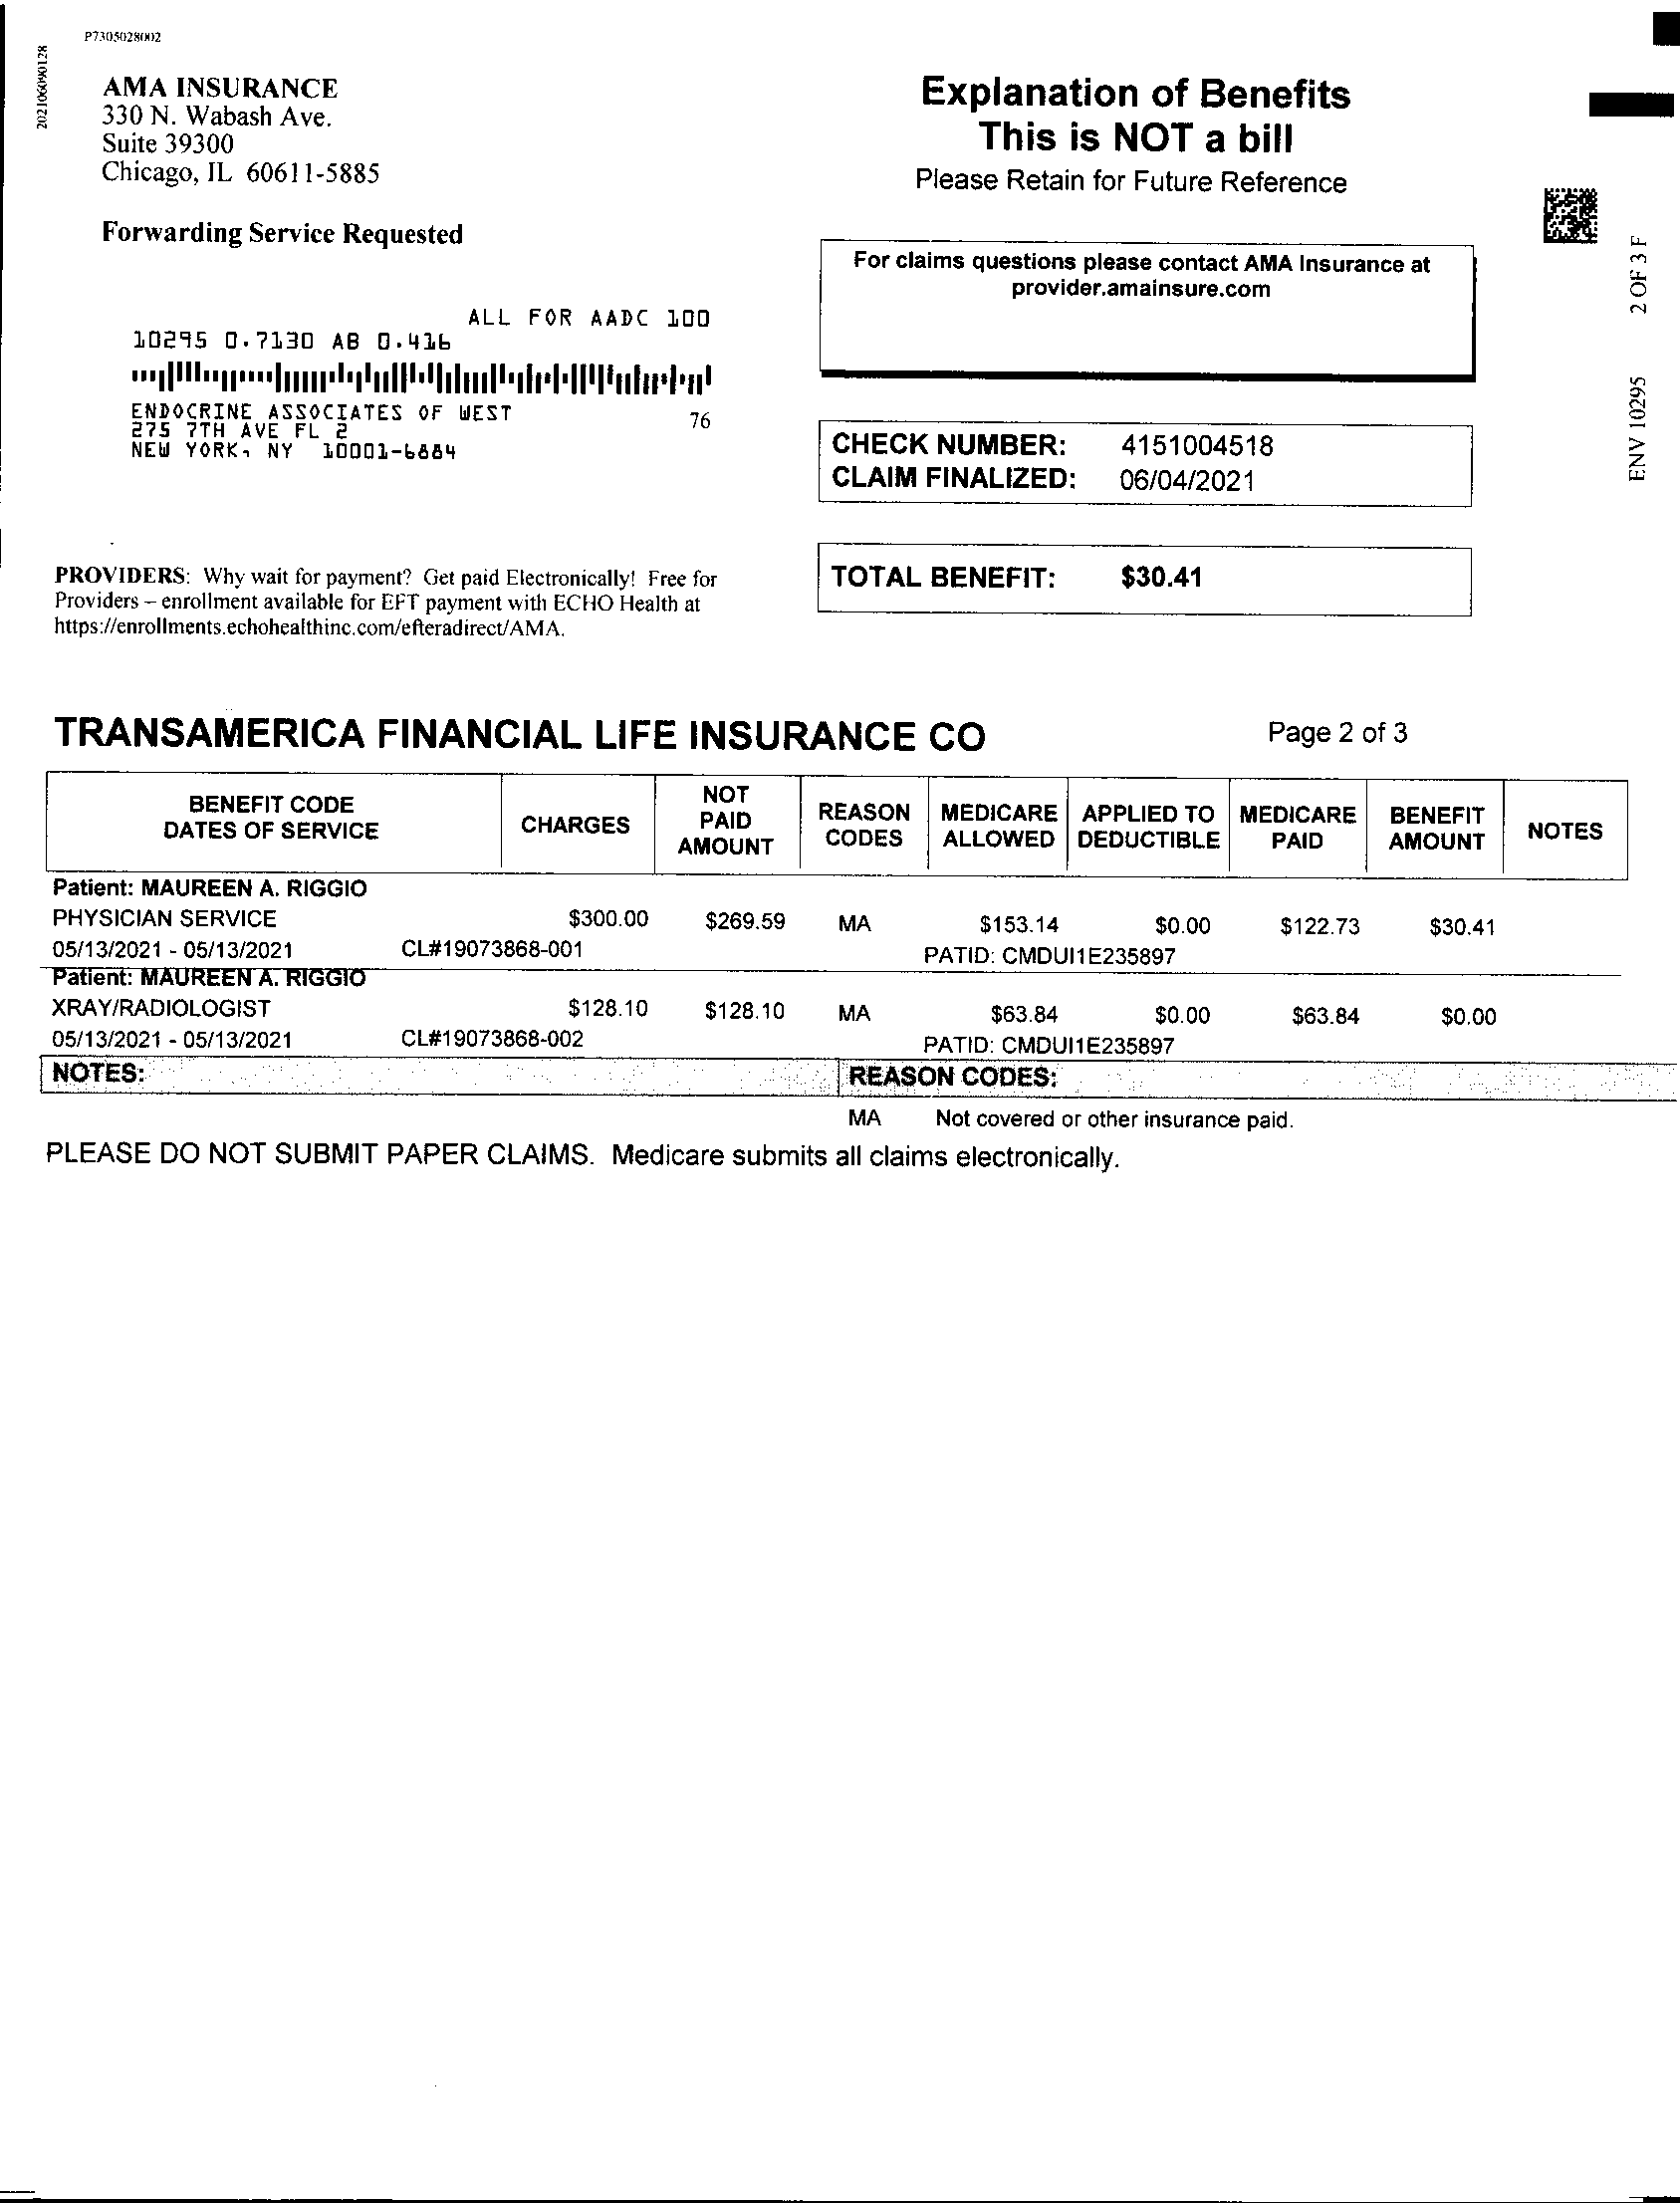 P7305028002
202106090128
AMA INSURANCE
330 N. Wabash Ave.
Suite 39300
Chicago, IL 60611-5885
Forwarding Service Requested
Explanation of Benefits
This is NOT a bill
Please Retain for Future Reference
For claims questions please contact AMA Insurance at
provider.amainsure.com
2 OF 3 F
ENV 10295
ALL FOR AADC 100
10295 0.7130 AB 0.416
ENDOCRINE ASSOCIATES OF WEST 76
275 7TH AVE FL 2
NEW YORK, NY 10001-6884
CHECK NUMBER: 4151004518
CLAIM FINALIZED: 06/04/2021
TOTAL BENEFIT: $30.41
PROVIDERS: Why wait for payment? Get paid Electronically! Free for
Providers – enrollment available for EFT payment with ECHO Health at
https://enrollments.echohealthinc.com/efteradirect/AMA.
TRANSAMERICA FINANCIAL LIFE INSURANCE CO Page 2 of 3
BENEFIT CODE DATES OF SERVICE CHARGES NOT PAID AMOUNT REASON CODES MEDICARE ALLOWED APPLIED TO DEDUCTIBLE MEDICARE PAID BENEFIT AMOUNT NOTES
Patient: MAUREEN A. RIGGIO
PHYSICIAN SERVICE $300.00 $269.59 MA $153.14 $0.00 $122.73 $30.41
05/13/2021 - 05/13/2021 CL#19073868-001 PATID: CMDUI1E235897
Patient: MAUREEN A. RIGGIO
XRAY/RADIOLOGIST $128.10 $128.10 MA $63.84 $0.00 $63.84 $0.00
05/13/2021 - 05/13/2021 CL#19073868-002 PATID: CMDUI1E235897
NOTES: REASON CODES:
MA Not covered or other insurance paid.
PLEASE DO NOT SUBMIT PAPER CLAIMS. Medicare submits all claims electronically.